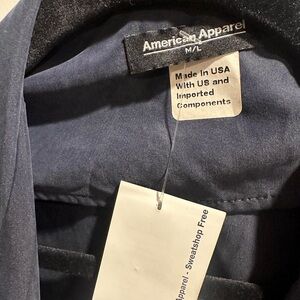 American Apparel
M/L
Made In USA
With US and
Imported
Components
Apparel - Sweatshop Free